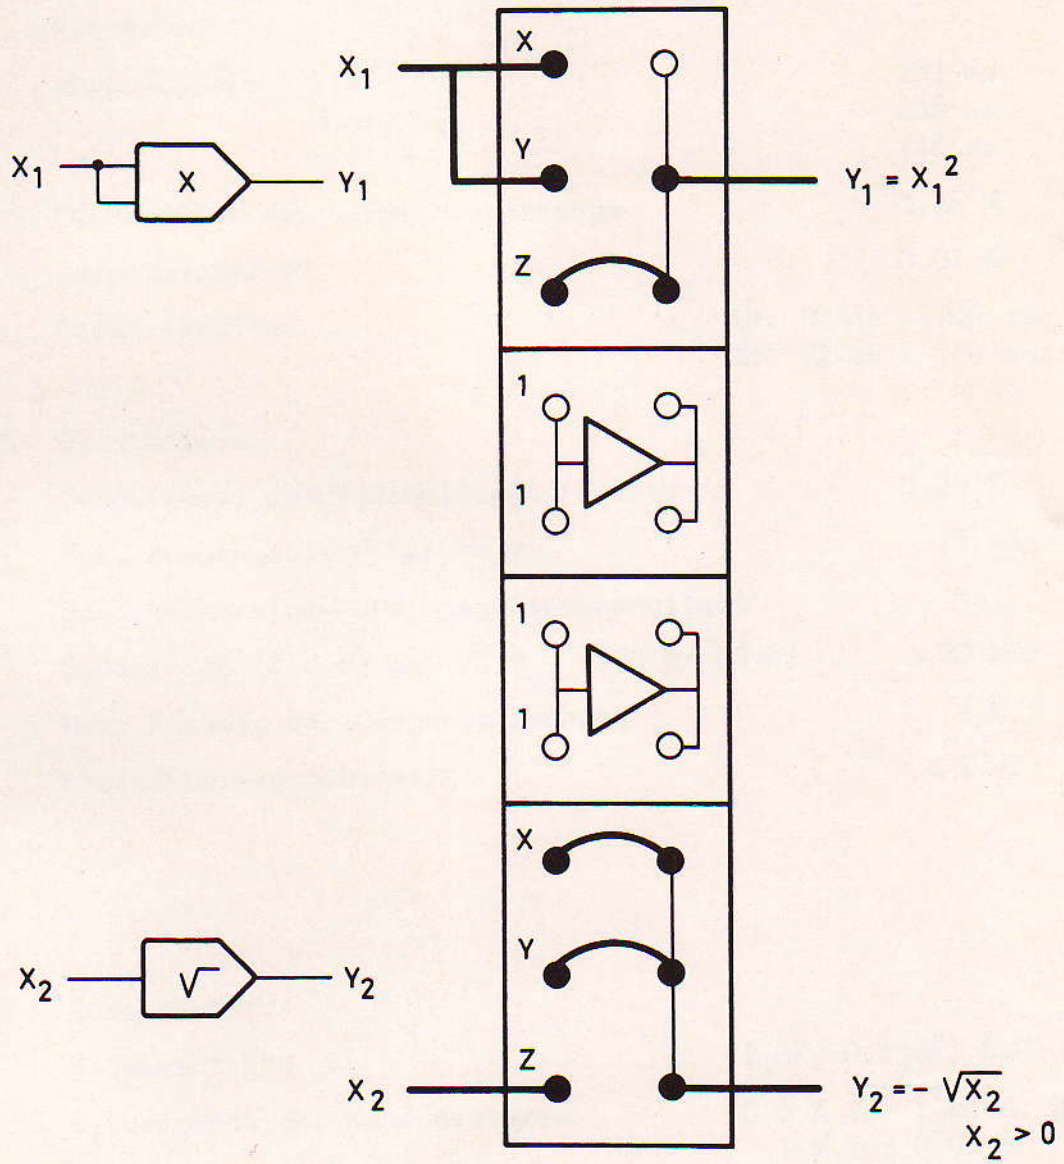 X
X₁
Y
X₁ X Y₁
Y₁ = X₁²
Z
1
1
1
1
X
Y
X₂ √ Y₂
Z
X₂
Y₂ = - √X₂
X₂ > 0